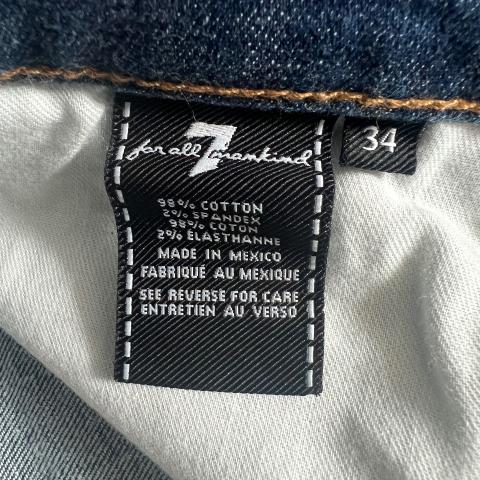 for all 7 mankind
34
98% COTTON
2% SPANDEX
98% COTON
2% ELASTHANNE
MADE IN MEXICO
FABRIQUÉ AU MEXIQUE
SEE REVERSE FOR CARE
ENTRETIEN AU VERSO